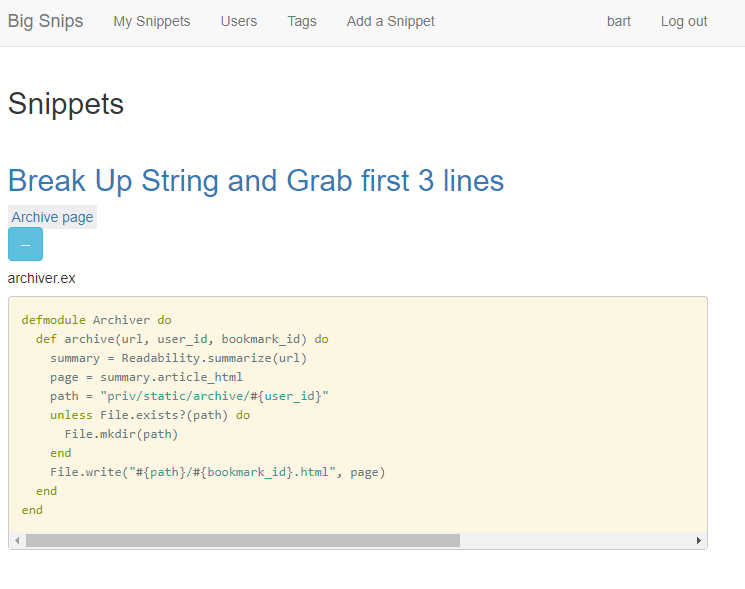 Big Snips My Snippets Users Tags Add a Snippet bart Log out
Snippets
Break Up String and Grab first 3 lines
Archive page
...
archiver.ex
defmodule Archiver do
  def archive(url, user_id, bookmark_id) do
    summary = Readability.summarize(url)
    page = summary.article_html
    path = "priv/static/archive/#{user_id}"
    unless File.exists?(path) do
      File.mkdir(path)
    end
    File.write("#{path}/#{bookmark_id}.html", page)
  end
end